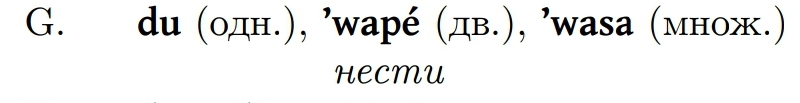 G. du (одн.), ’wapé (дв.), ’wasa (множ.)
нести